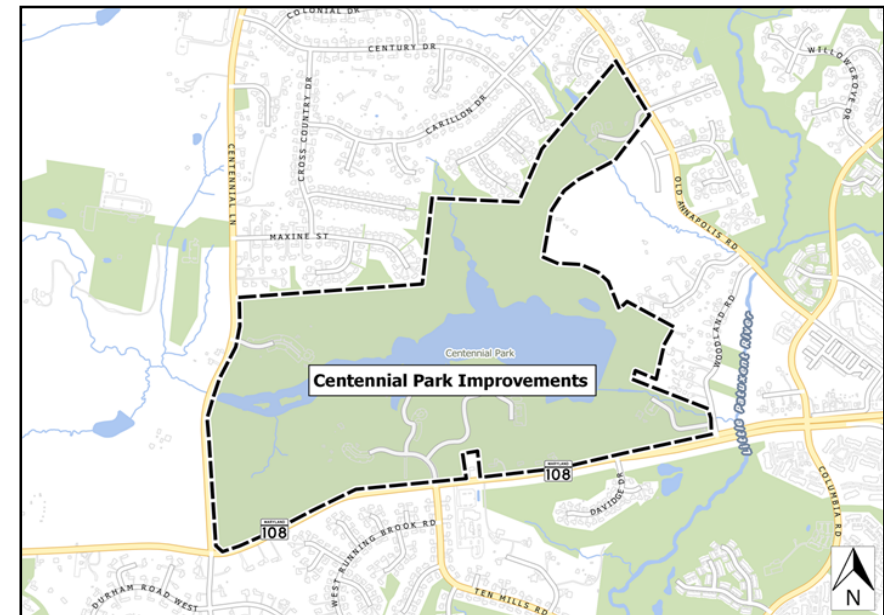 COLONIAL DR
CENTURY DR
WILLOWGROVE DR
CARILLON DR
CROSS COUNTRY DR
CENTENNIAL LN
OLD ANNAPOLIS RD
MAXINE ST
WOODLAND RD
Little Patuxent River
Centennial Park
Centennial Park Improvements
MARYLAND
108
DAVIDGE DR
COLUMBIA RD
MARYLAND
108
WEST RUNNING BROOK RD
TEN MILLS RD
DURHAM ROAD WEST
N